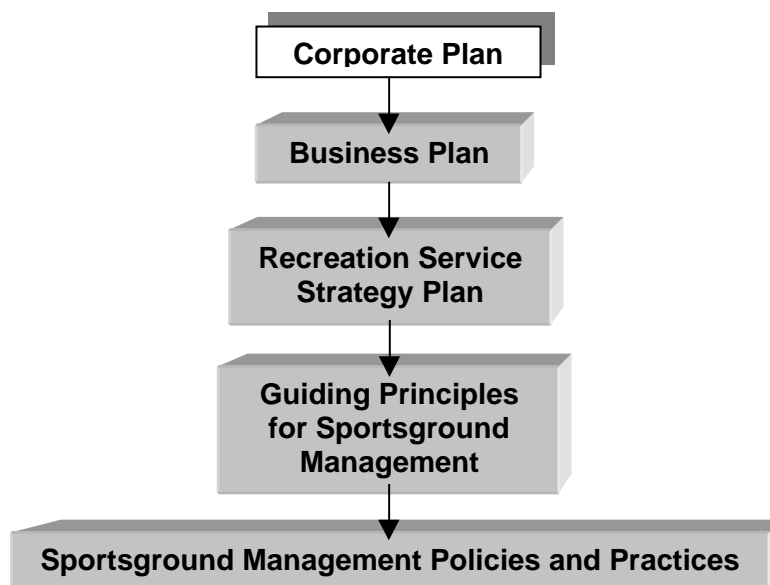 Corporate Plan
Business Plan
Recreation Service
Strategy Plan
Guiding Principles
for Sportsground
Management
Sportsground Management Policies and Practices